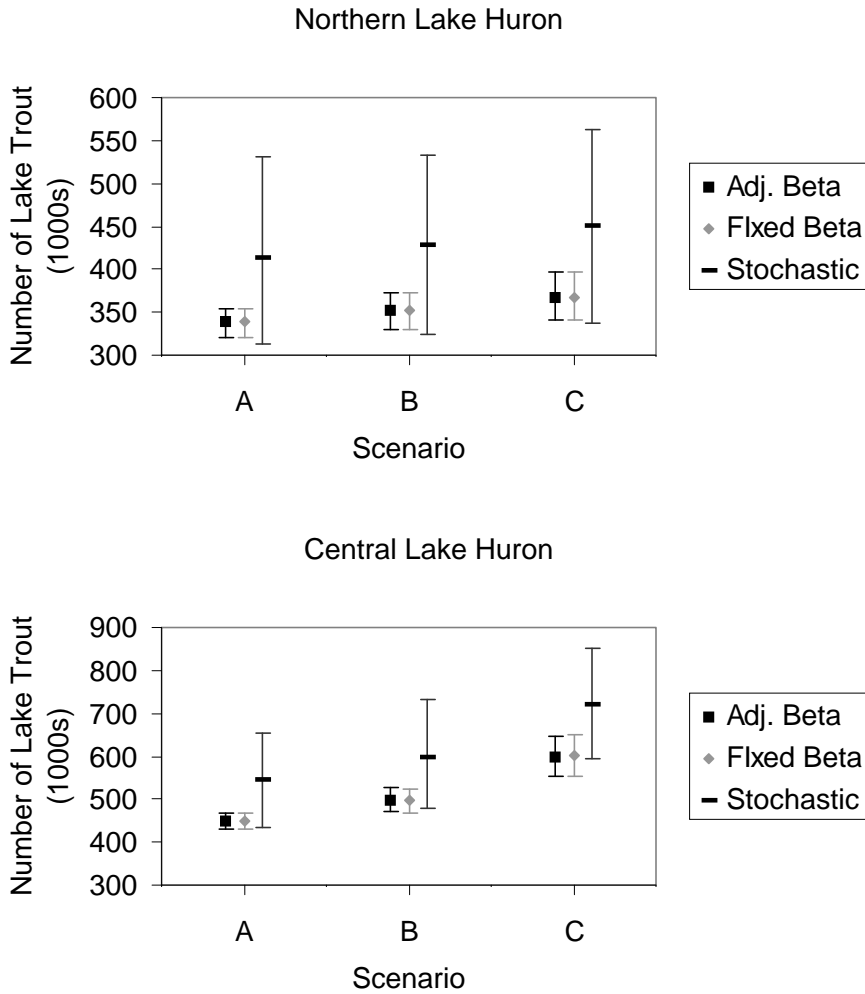 Northern Lake Huron
Number of Lake Trout
(1000s)
600
550
500
450
400
350
300
A
B
C
Scenario
Adj. Beta
FIxed Beta
Stochastic
Central Lake Huron
Number of Lake Trout
(1000s)
900
800
700
600
500
400
300
A
B
C
Scenario
Adj. Beta
FIxed Beta
Stochastic